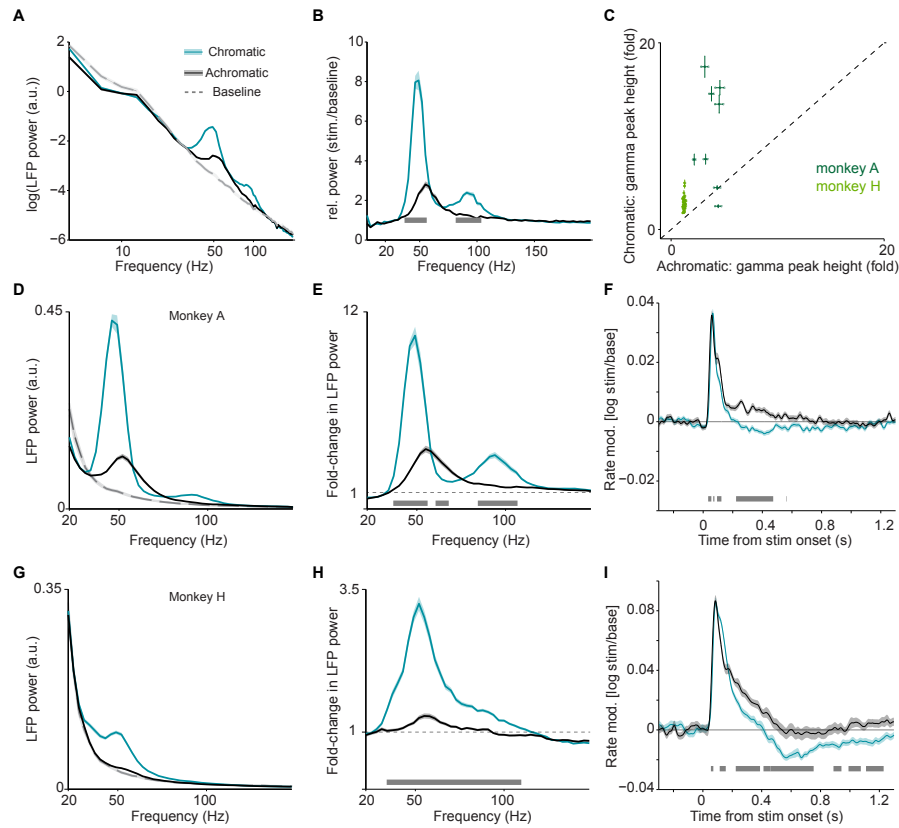 A
log(LFP power (a.u.))
2
0
−2
−4
−6
10
50
100
Frequency (Hz)
Chromatic
Achromatic
Baseline
B
rel. power (stim./baseline)
10
8
6
4
2
0
20
50
100
150
Frequency (Hz)
C
Chromatic: gamma peak height (fold)
20
0
0
20
Achromatic: gamma peak height (fold)
monkey A
monkey H
D
LFP power (a.u.)
0.45
0
20
50
100
Frequency (Hz)
Monkey A
E
Fold-change in LFP power
12
1
20
50
100
Frequency (Hz)
F
Rate mod. [log stim/base]
0.04
0.02
0
−0.02
0
0.4
0.8
1.2
Time from stim onset (s)
G
LFP power (a.u.)
0.35
0
20
50
100
Frequency (Hz)
Monkey H
H
Fold-change in LFP power
3.5
1
20
50
100
Frequency (Hz)
I
Rate mod. [log stim/base]
0.08
0.04
0
−0.04
0
0.4
0.8
1.2
Time from stim onset (s)